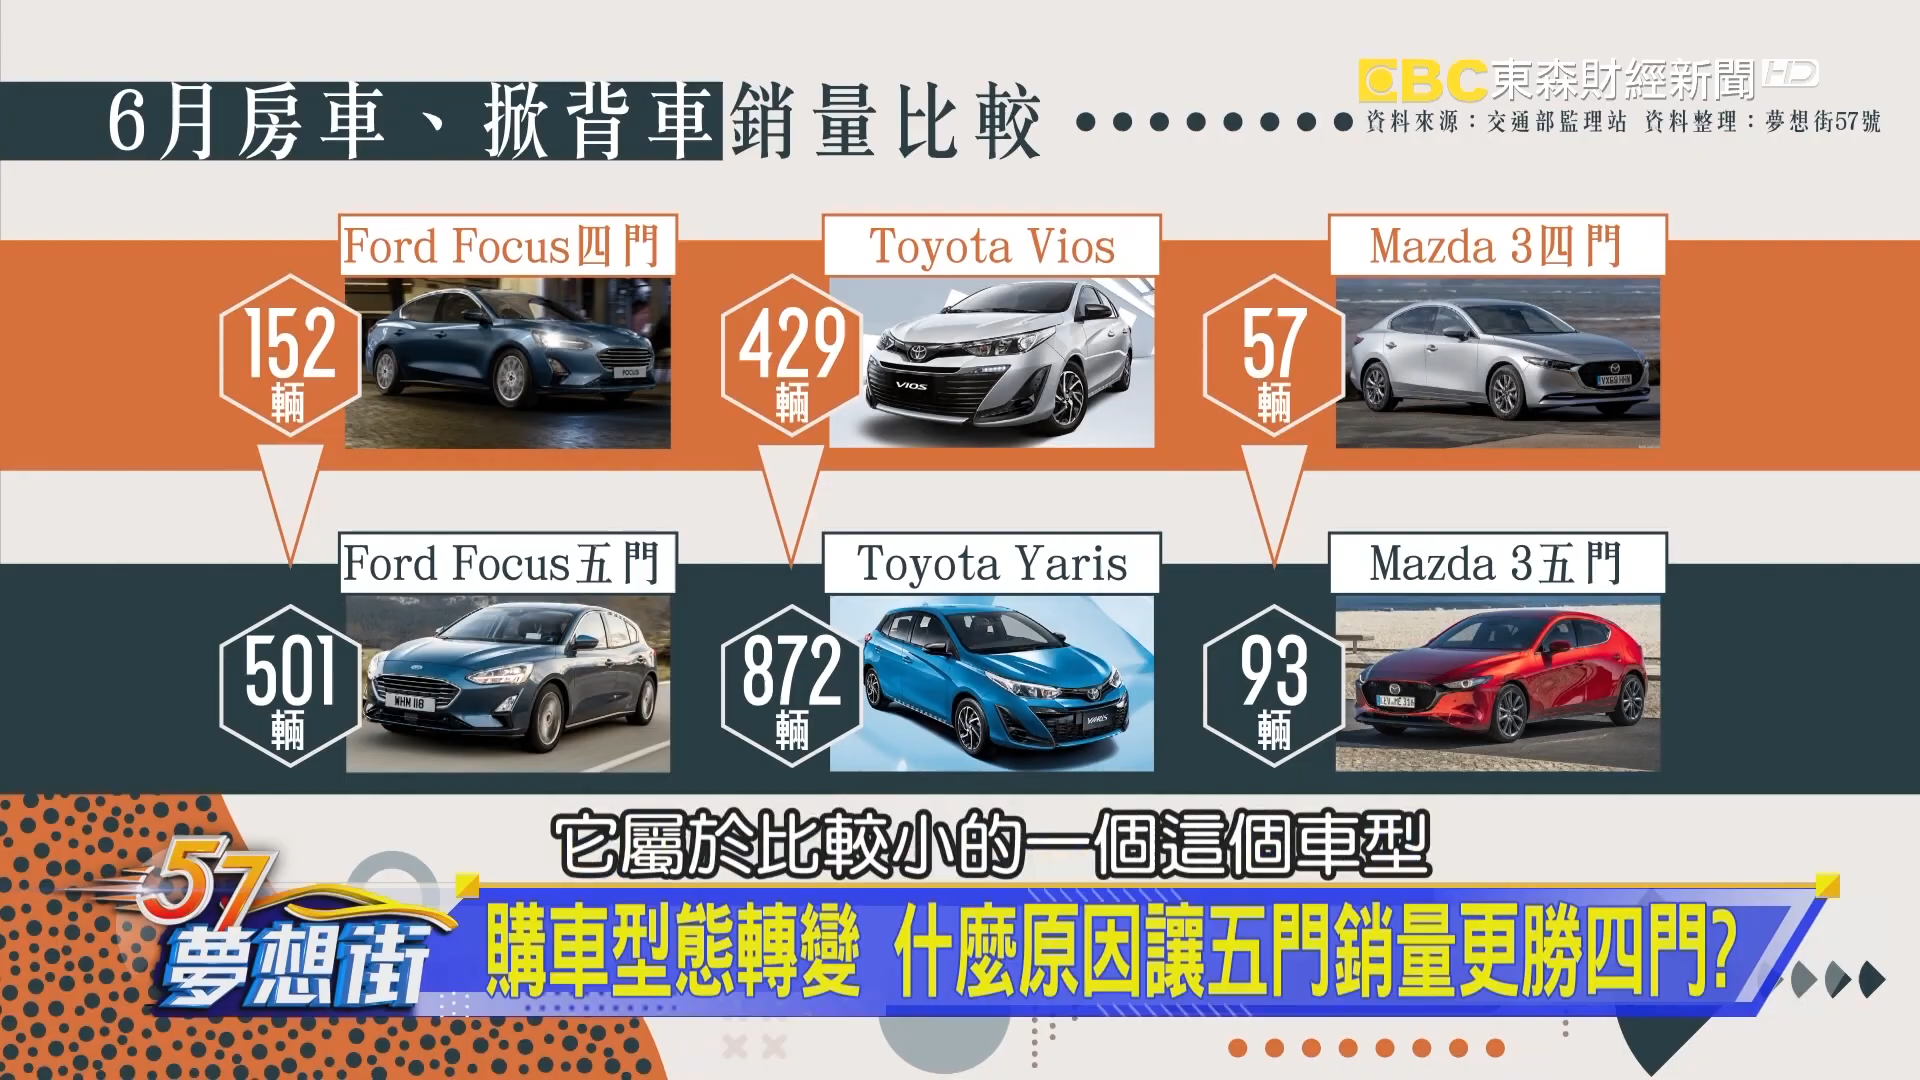 EBC東森財經新聞HD
6月房車、掀背車銷量比較
資料來源：交通部監理站 資料整理：夢想街57號
Ford Focus四門
Toyota Vios
Mazda 3四門
152
輛
FOCUS
429
輛
VIOS
57
輛
Ford Focus五門
Toyota Yaris
Mazda 3五門
501
輛
WHM 118
872
輛
YARIS
93
輛
它屬於比較小的一個這個車型
57
夢想街
購車型態轉變 什麼原因讓五門銷量更勝四門?